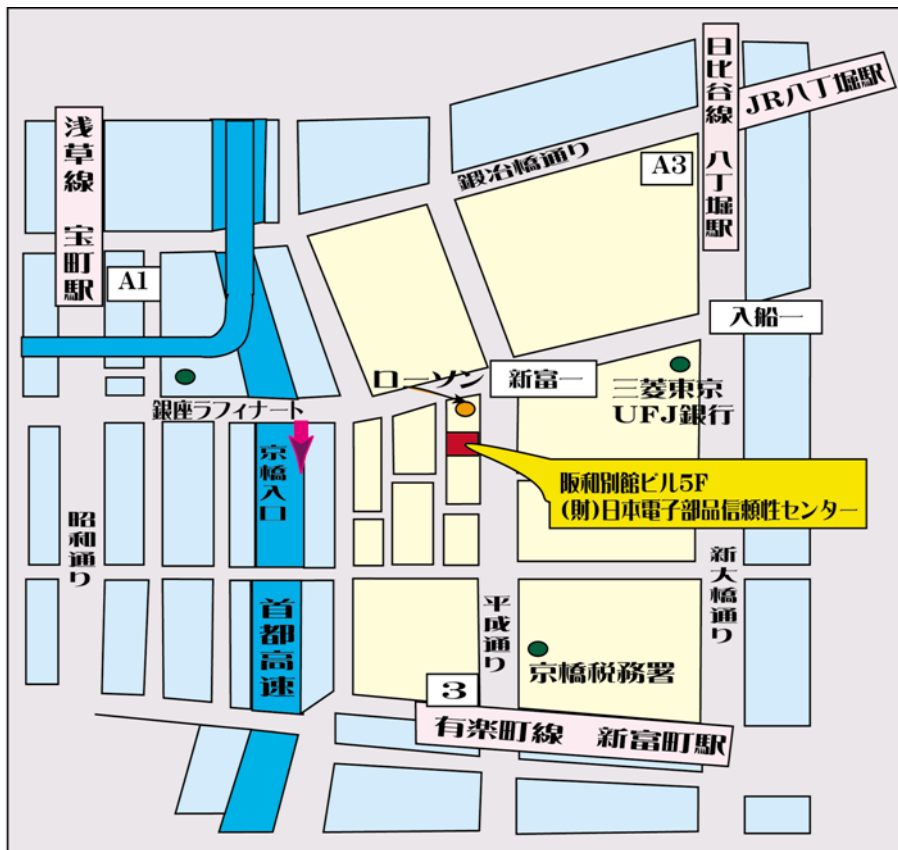 日比谷線 八丁堀駅
JR八丁堀駅
浅草線 宝町駅
鍛冶橋通り
A3
A1
入船一
ローソン
新富一
三菱東京
UFJ銀行
銀座ラフィナート
京橋入口
阪和別館ビル5F
(財)日本電子部品信頼性センター
昭和通り
新大橋通り
首都高速
平成通り
京橋税務署
3
有楽町線 新富町駅